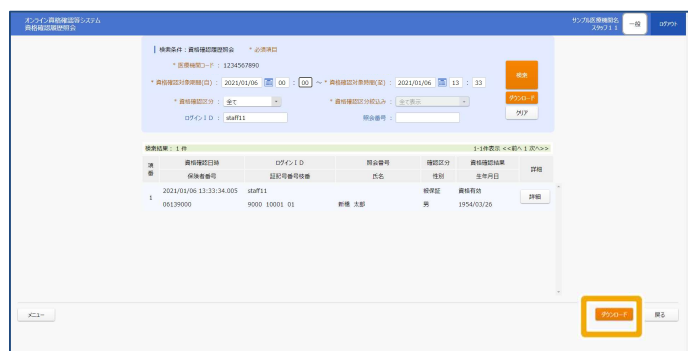 オンライン資格確認等システム
資格確認履歴照会
サンプル医療機関名
スタッフ11
一般
ログアウト
検索条件：資格確認履歴照会 * 必須項目
* 医療機関コード： 1234567890
* 資格確認対象時間(自)： 2021/01/06 00 : 00 ～ * 資格確認対象時間(至)： 2021/01/06 13 : 33
検索
* 資格確認区分： 全て
* 資格確認区分絞込み： 全て表示
ダウンロード
ログインＩＤ： staff11
照会番号：
クリア
検索結果：1 件
1-1件表示 <<前へ 1 次へ>>
項番 資格確認日時 ログインＩＤ 照会番号 確認区分 資格確認結果 詳細
保険者番号 証記号番号枝番 氏名 性別 生年月日
1 2021/01/06 13:33:34.005 staff11 被保証 資格有効 詳細
06139000 9000 10001 01 新橋 太郎 男 1954/03/26
メニュー
ダウンロード
戻る